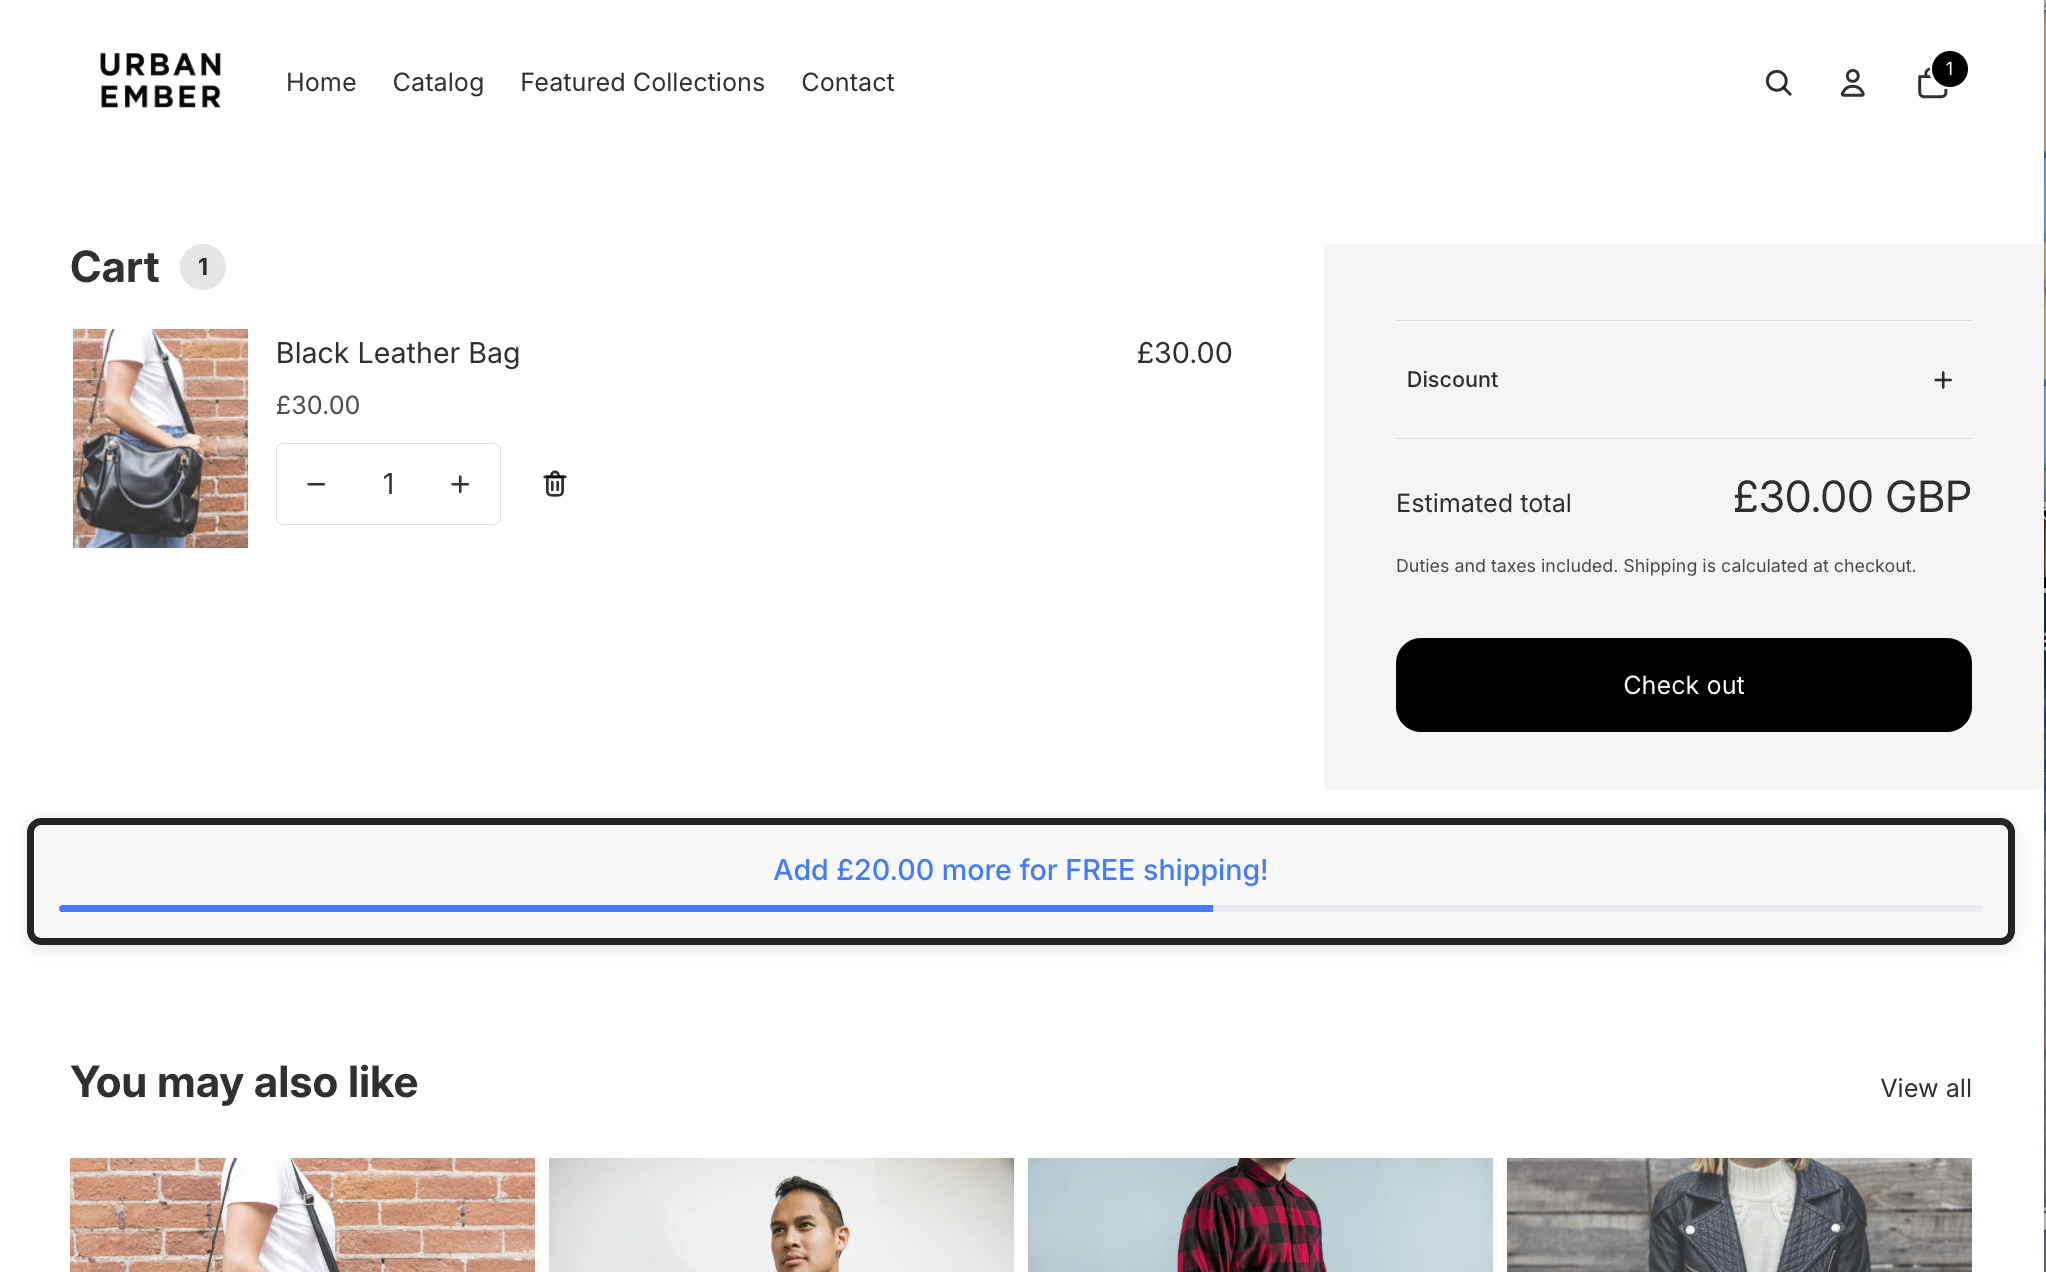 URBAN
EMBER
Home
Catalog
Featured Collections
Contact
1
Cart
1
Black Leather Bag
£30.00
£30.00
1
Discount
Estimated total
£30.00 GBP
Duties and taxes included. Shipping is calculated at checkout.
Check out
Add £20.00 more for FREE shipping!
You may also like
View all